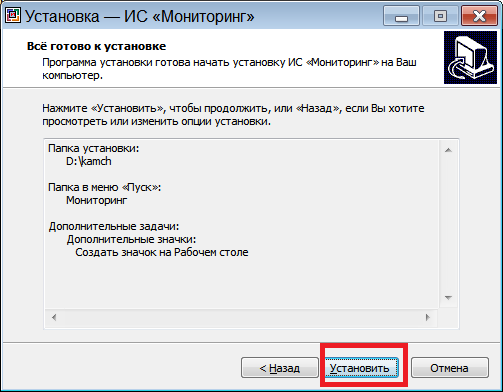 Установка — ИС «Мониторинг»
Всё готово к установке
Программа установки готова начать установку ИС «Мониторинг» на Ваш
компьютер.
Нажмите «Установить», чтобы продолжить, или «Назад», если Вы хотите
просмотреть или изменить опции установки.
Папка установки:
D:\kamch
Папка в меню «Пуск»:
Мониторинг
Дополнительные задачи:
Дополнительные значки:
Создать значок на Рабочем столе
< Назад Установить Отмена